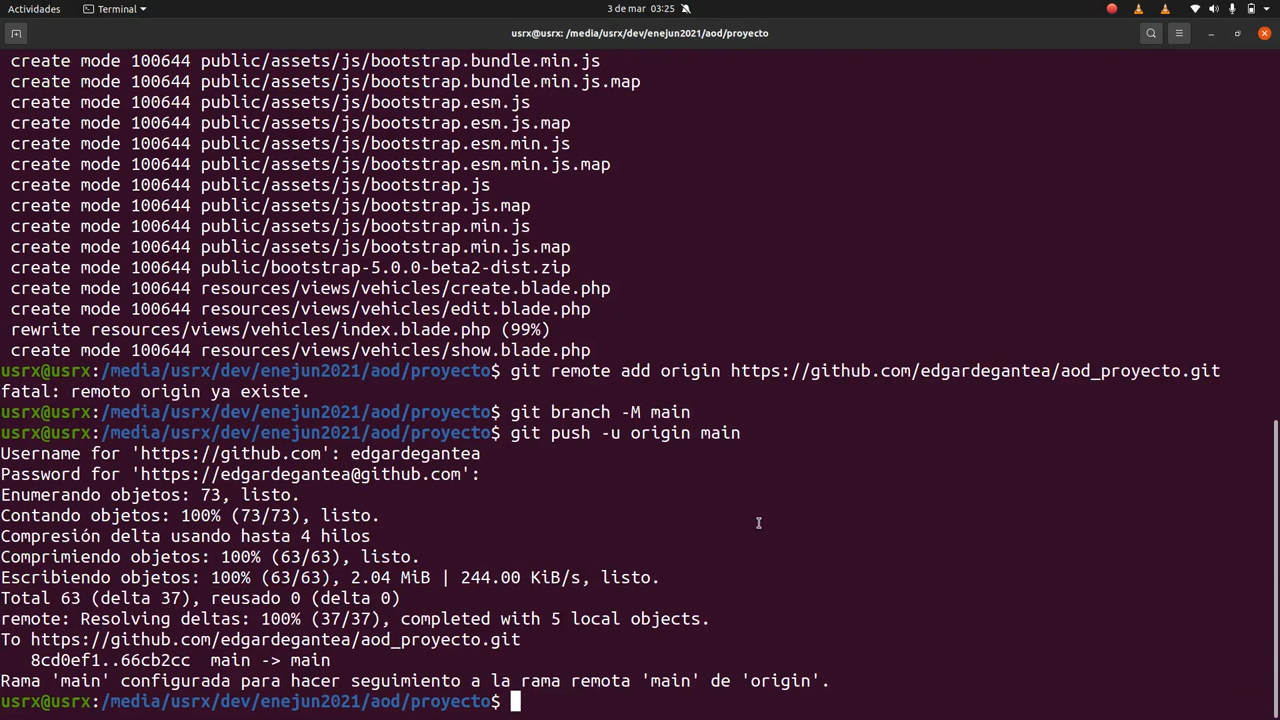 Actividades
Terminal
3 de mar 03:25
usrx@usrx: /media/usrx/dev/enejun2021/aod/proyecto
create mode 100644 public/assets/js/bootstrap.bundle.min.js
create mode 100644 public/assets/js/bootstrap.bundle.min.js.map
create mode 100644 public/assets/js/bootstrap.esm.js
create mode 100644 public/assets/js/bootstrap.esm.js.map
create mode 100644 public/assets/js/bootstrap.esm.min.js
create mode 100644 public/assets/js/bootstrap.esm.min.js.map
create mode 100644 public/assets/js/bootstrap.js
create mode 100644 public/assets/js/bootstrap.js.map
create mode 100644 public/assets/js/bootstrap.min.js
create mode 100644 public/assets/js/bootstrap.min.js.map
create mode 100644 public/bootstrap-5.0.0-beta2-dist.zip
create mode 100644 resources/views/vehicles/create.blade.php
create mode 100644 resources/views/vehicles/edit.blade.php
rewrite resources/views/vehicles/index.blade.php (99%)
create mode 100644 resources/views/vehicles/show.blade.php
usrx@usrx:/media/usrx/dev/enejun2021/aod/proyecto$ git remote add origin https://github.com/edgardegantea/aod_proyecto.git
fatal: remoto origin ya existe.
usrx@usrx:/media/usrx/dev/enejun2021/aod/proyecto$ git branch -M main
usrx@usrx:/media/usrx/dev/enejun2021/aod/proyecto$ git push -u origin main
Username for 'https://github.com': edgardegantea
Password for 'https://edgardegantea@github.com':
Enumerando objetos: 73, listo.
Contando objetos: 100% (73/73), listo.
Compresión delta usando hasta 4 hilos
Comprimiendo objetos: 100% (63/63), listo.
Escribiendo objetos: 100% (63/63), 2.04 MiB | 244.00 KiB/s, listo.
Total 63 (delta 37), reusado 0 (delta 0)
remote: Resolving deltas: 100% (37/37), completed with 5 local objects.
To https://github.com/edgardegantea/aod_proyecto.git
8cd0ef1..66cb2cc  main -> main
Rama 'main' configurada para hacer seguimiento a la rama remota 'main' de 'origin'.
usrx@usrx:/media/usrx/dev/enejun2021/aod/proyecto$